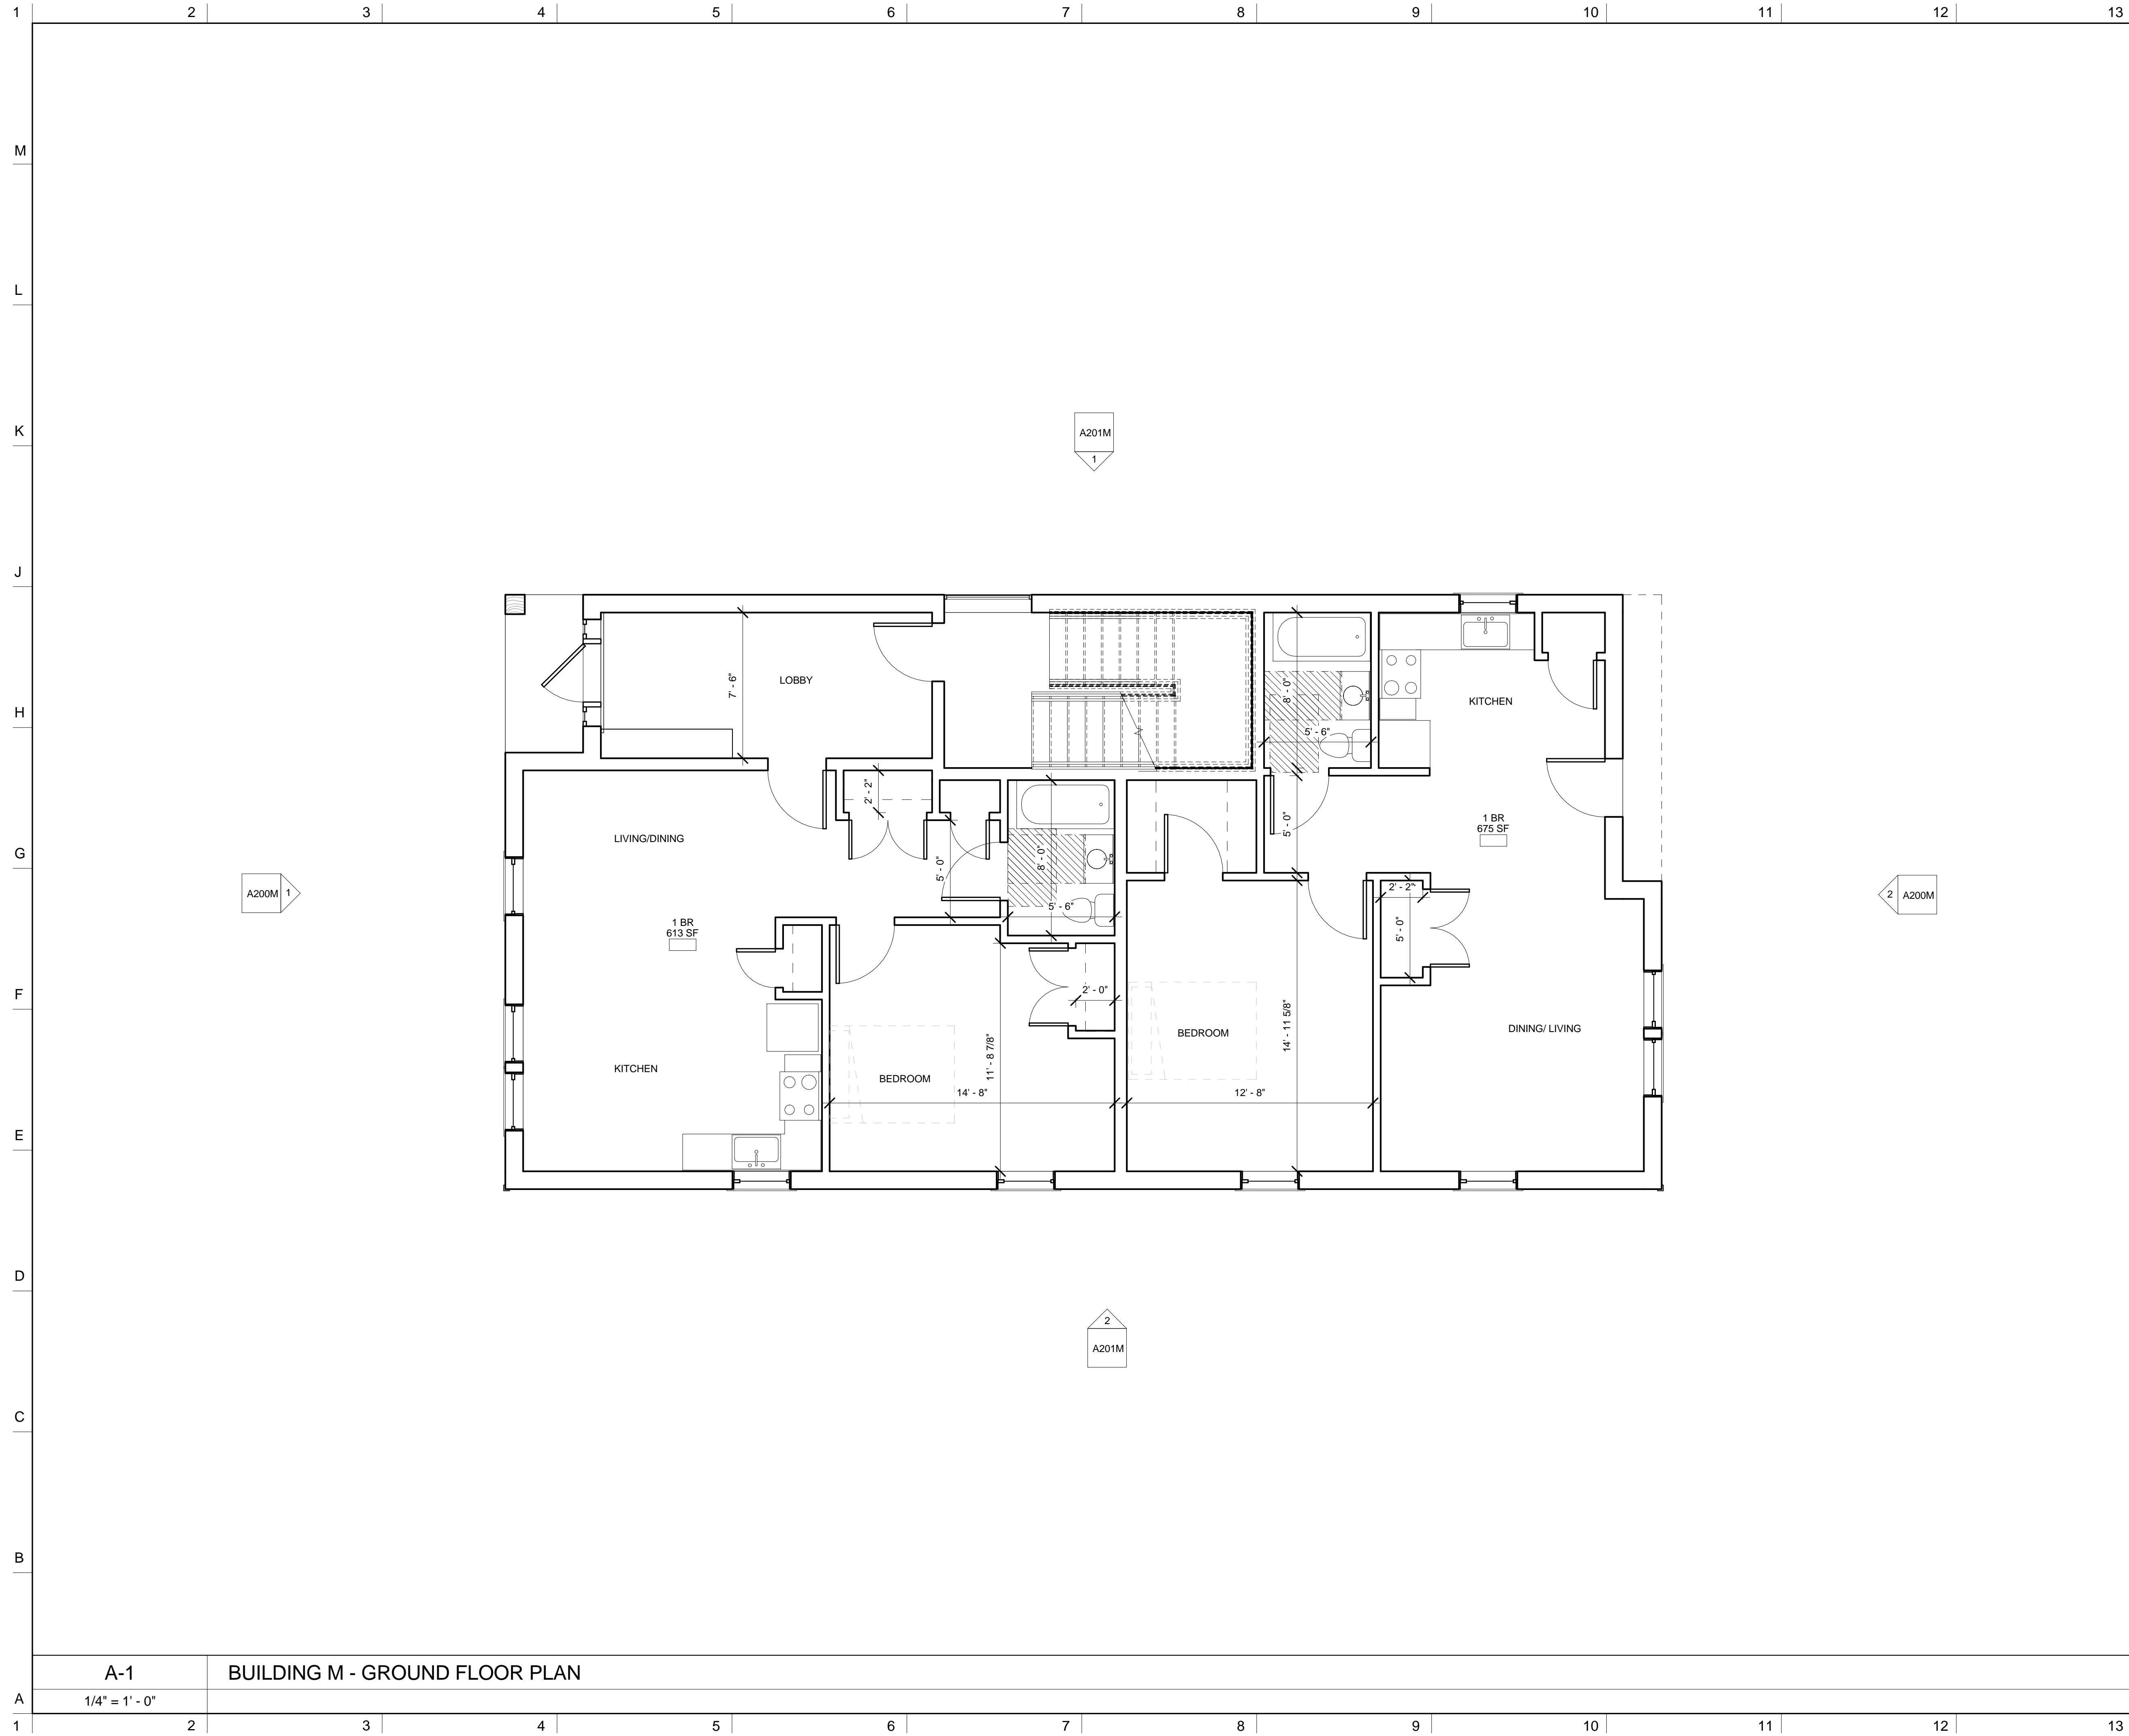 1 2 3 4 5 6 7 8 9 10 11 12 13
M
L
K
A201M
1
J
H
LOBBY
7' - 6"
8' - 0"
5' - 6"
KITCHEN
2' - 2"
5' - 0"
1 BR
675 SF
LIVING/DINING
G
5' - 0"
8' - 0"
5' - 6"
2' - 2"
5' - 0"
A200M 1
2 A200M
1 BR
613 SF
F
2' - 0"
11' - 8 7/8"
14' - 11 5/8"
BEDROOM
DINING/ LIVING
KITCHEN
BEDROOM
14' - 8"
12' - 8"
E
D
2
A201M
C
B
A-1
BUILDING M - GROUND FLOOR PLAN
A
1/4" = 1' - 0"
1 2 3 4 5 6 7 8 9 10 11 12 13